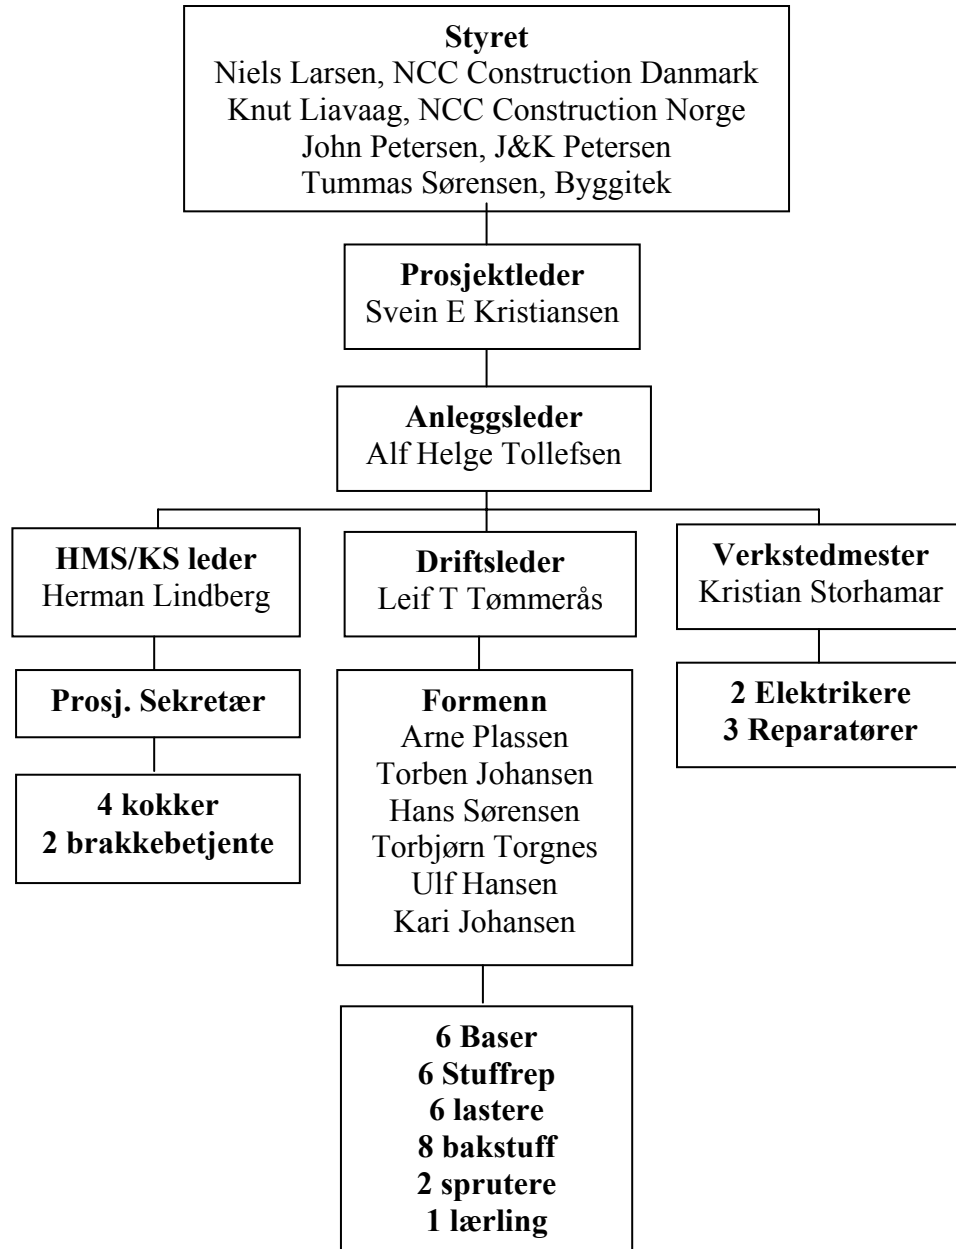 Styret
Niels Larsen, NCC Construction Danmark
Knut Liavaag, NCC Construction Norge
John Petersen, J&K Petersen
Tummas Sørensen, Byggitek
Prosjektleder
Svein E Kristiansen
Anleggsleder
Alf Helge Tollefsen
HMS/KS leder
Herman Lindberg
Prosj. Sekretær
4 kokker
2 brakkebetjente
Driftsleder
Leif T Tømmerås
Formenn
Arne Plassen
Torben Johansen
Hans Sørensen
Torbjørn Torgnes
Ulf Hansen
Kari Johansen
6 Baser
6 Stuffrep
6 lastere
8 bakstuff
2 sprutere
1 lærling
Verkstedmester
Kristian Storhamar
2 Elektrikere
3 Reparatører